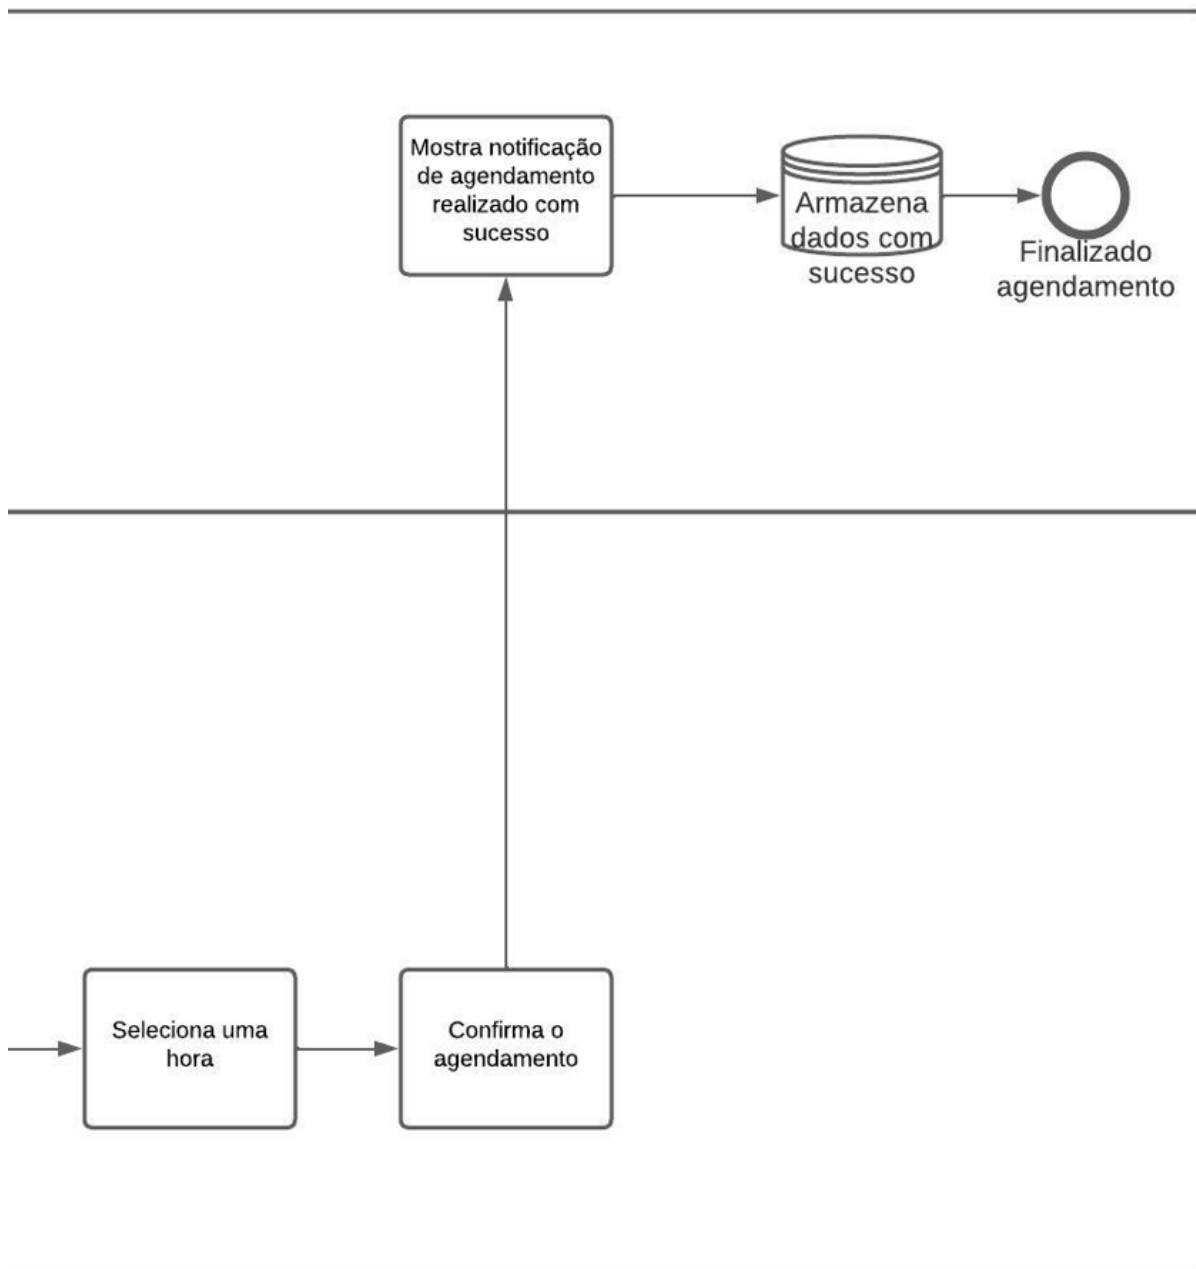 Mostra notificação
de agendamento
realizado com
sucesso
Armazena
dados com
sucesso
Finalizado
agendamento
Seleciona uma
hora
Confirma o
agendamento